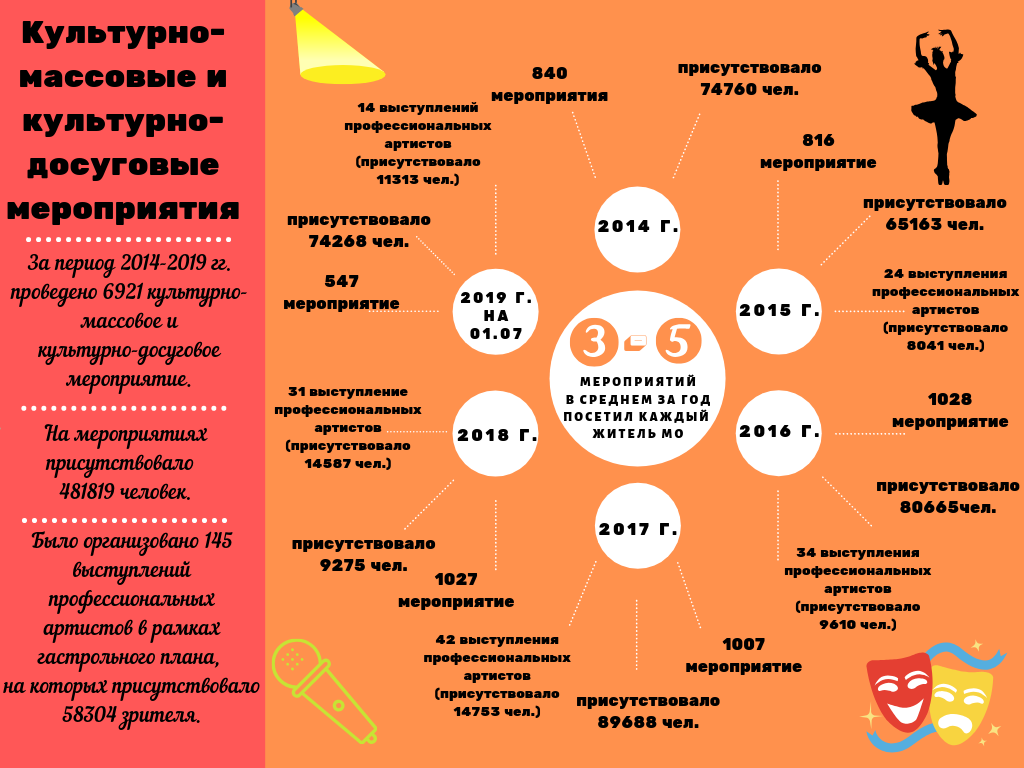 Культурно-
массовые и
культурно-
досуговые
мероприятия
За период 2014-2019 гг.
проведено 6921 культурно-
массовое и
культурно-досуговое
мероприятие.
На мероприятиях
присутствовало
481819 человек.
Было организовано 145
выступлений
профессиональных
артистов в рамках
гастрольного плана,
на которых присутствовало
58304 зрителя.
2014 Г.
840
мероприятия
присутствовало
74760 чел.
2015 Г.
816
мероприятие
присутствовало
65163 чел.
24 выступления
профессиональных
артистов
(присутствовало
8041 чел.)
2016 Г.
1028
мероприятие
присутствовало
80665чел.
34 выступления
профессиональных
артистов
(присутствовало
9610 чел.)
2017 Г.
1007
мероприятие
присутствовало
89688 чел.
42 выступления
профессиональных
артистов
(присутствовало
14753 чел.)
2018 Г.
1027
мероприятие
присутствовало
9275 чел.
31 выступление
профессиональных
артистов
(присутствовало
14587 чел.)
2019 Г.
НА
01.07
547
мероприятие
присутствовало
74268 чел.
14 выступлений
профессиональных
артистов
(присутствовало
11313 чел.)
3 - 5
МЕРОПРИЯТИЙ
В СРЕДНЕМ ЗА ГОД
ПОСЕТИЛ КАЖДЫЙ
ЖИТЕЛЬ МО